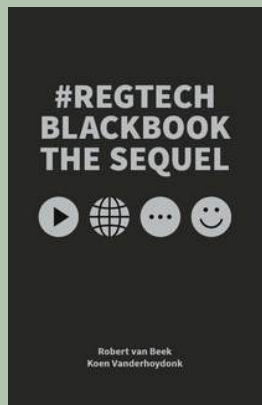 #REGTECH
BLACKBOOK
THE SEQUEL
Robert van Beek
Koen Vanderhoydonk